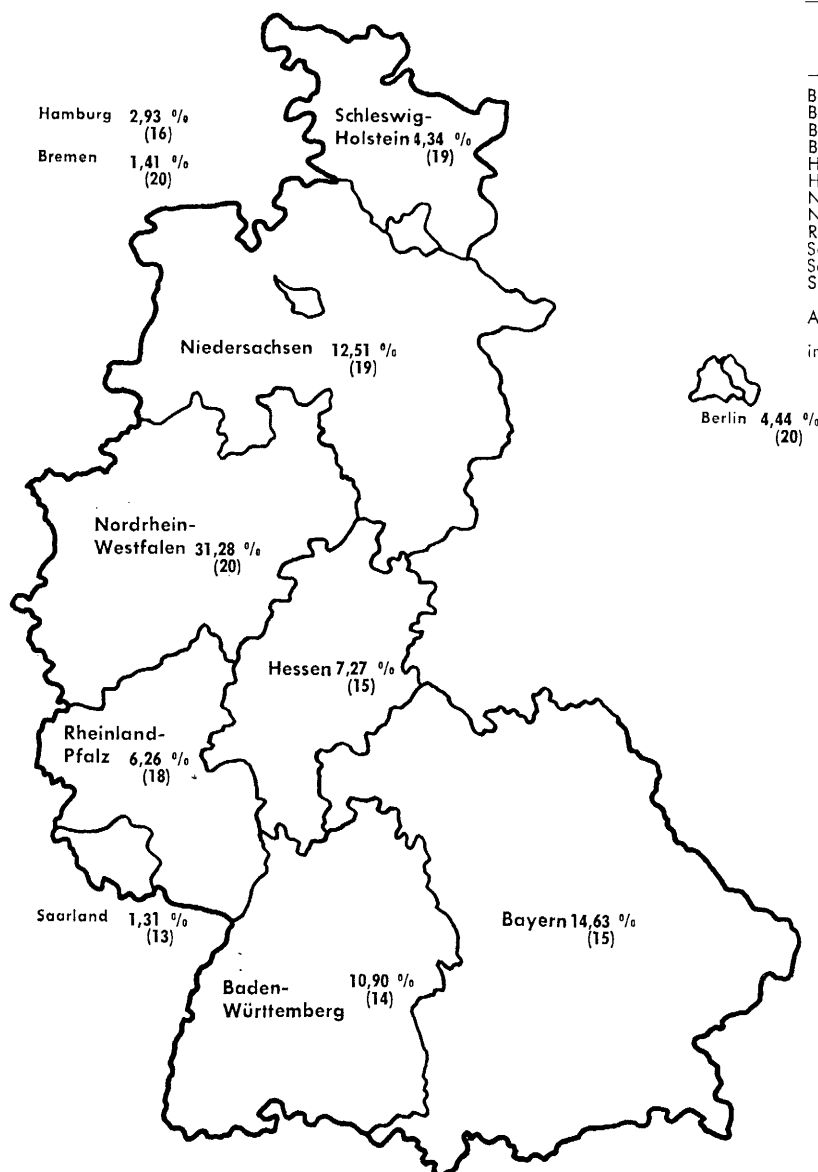 Hamburg 2,93 %
(16)
Bremen 1,41 %
(20)
Schleswig-
Holstein 4,34 %
(19)
Niedersachsen 12,51 %
(19)
Berlin 4,44 %
(20)
Nordrhein-
Westfalen 31,28 %
(20)
Hessen 7,27 %
(15)
Rheinland-
Pfalz 6,26 %
(18)
Saarland 1,31 %
(13)
Bayern 14,63 %
(15)
Baden-
Württemberg 10,90 %
(14)
B
B
B
B
H
H
N
N
R
S
A